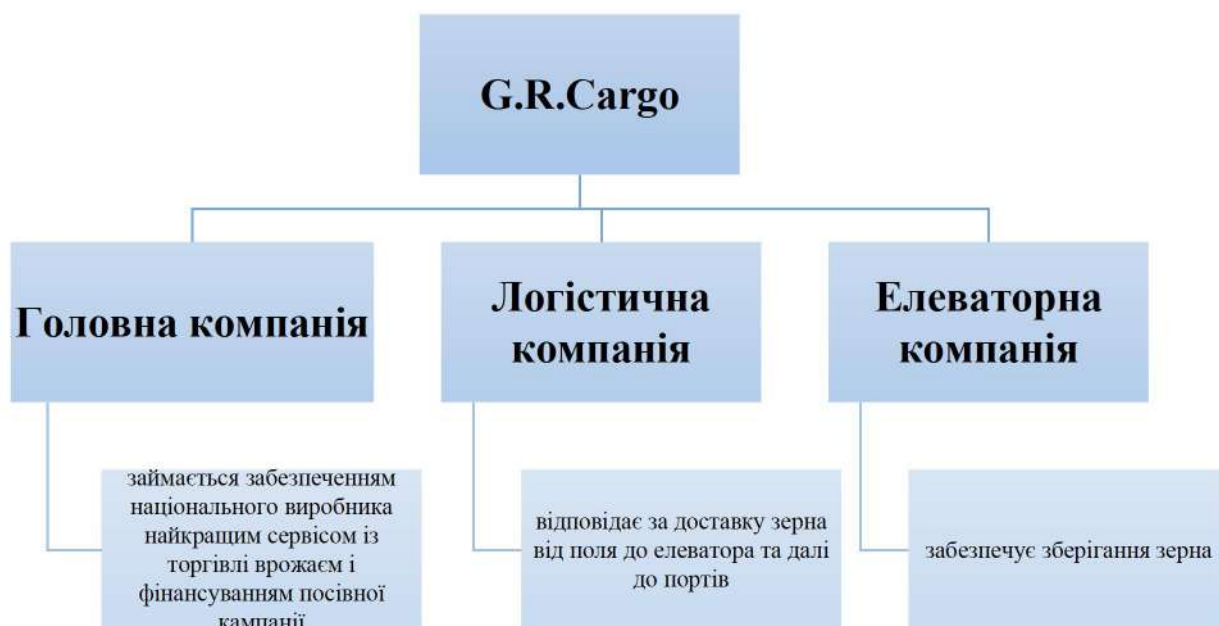 G.R.Cargo
Головна компанія
Логістична
компанія
Елеваторна
компанія
займається забезпеченням
національного виробника
найкращим сервісом із
торгівлі врожаєм і
фінансуванням посівної
кампанії
відповідає за доставку зерна
від поля до елеватора та далі
до портів
забезпечує зберігання зерна